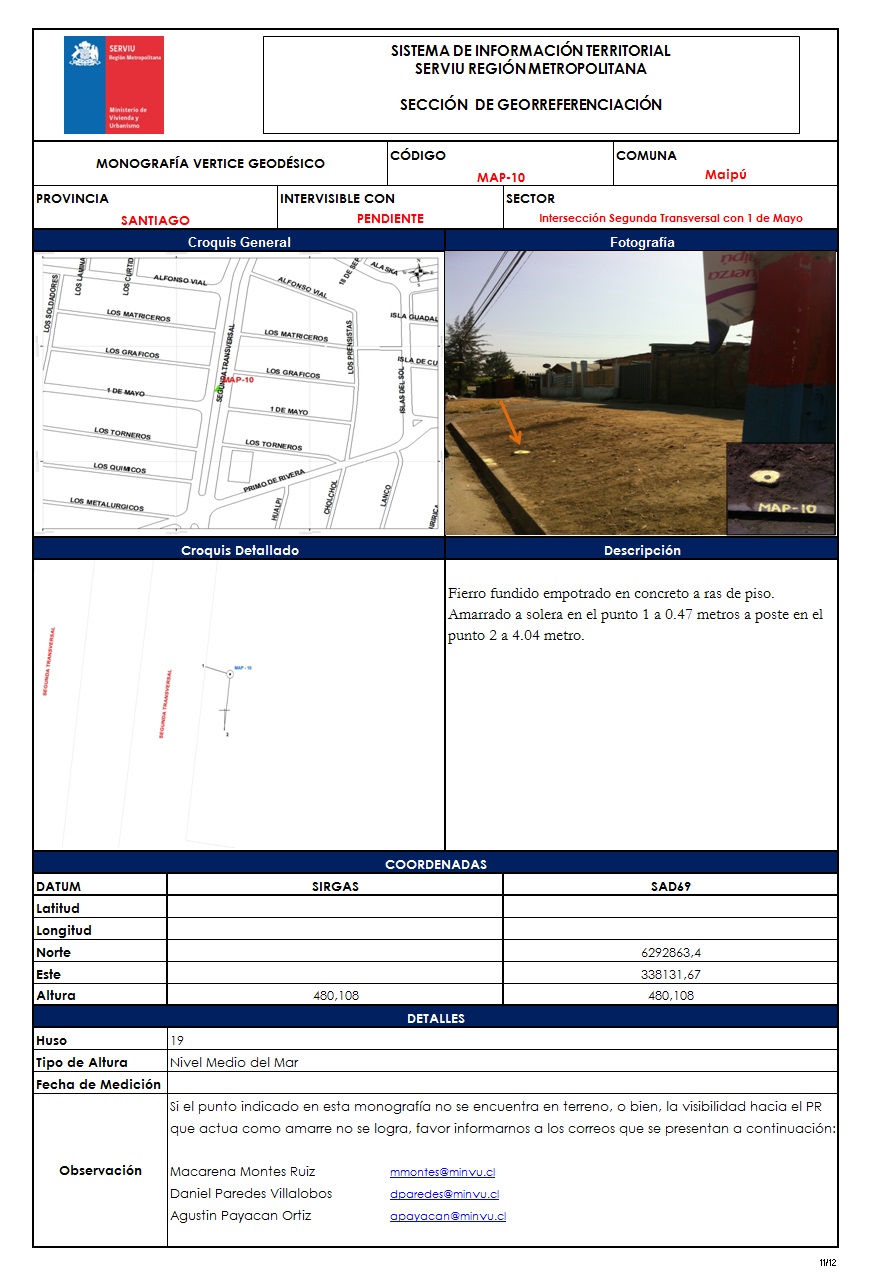 SERVIU
Región Metropolitana
Ministerio de
Vivienda y
Urbanismo
SISTEMA DE INFORMACIÓN TERRITORIAL
SERVIU REGIÓN METROPOLITANA
SECCIÓN DE GEORREFERENCIACIÓN
MONOGRAFÍA VERTICE GEODÉSICO
CÓDIGO
MAP-10
COMUNA
Maipú
PROVINCIA
SANTIAGO
INTERVISIBLE CON
PENDIENTE
SECTOR
Intersección Segunda Transversal con 1 de Mayo
Croquis General
Fotografía
LOS SOLDADORES
LOS LAMINA
LOS CURTID
ALFONSO VIAL
ALFONSO VIAL
18 DE SEP
ALASKA
LOS MATRICEROS
LOS MATRICEROS
ISLA GUADAL
LOS GRAFICOS
LOS GRAFICOS
SEGUNDA TRANSVERSAL
LOS PRENSISTAS
ISLA DE CU
ISLAS DEL SOL
MAP-10
1 DE MAYO
1 DE MAYO
LOS TORNEROS
LOS TORNEROS
LOS QUIMICOS
PRIMO DE RIVERA
LOS METALURGICOS
HUALPI
CHOLCHOL
LANCO
MAP-10
Croquis Detallado
Descripción
SEGUNDA TRANSVERSAL
SEGUNDA TRANSVERSAL
1
MAP - 10
2
Fierro fundido empotrado en concreto a ras de piso.
Amarrado a solera en el punto 1 a 0.47 metros a poste en el
punto 2 a 4.04 metro.
COORDENADAS
DATUM SIRGAS SAD69
Latitud
Longitud
Norte 6292863,4
Este 338131,67
Altura 480,108 480,108
DETALLES
Huso 19
Tipo de Altura Nivel Medio del Mar
Fecha de Medición
Observación
Si el punto indicado en esta monografía no se encuentra en terreno, o bien, la visibilidad hacia el PR
que actua como amarre no se logra, favor informarnos a los correos que se presentan a continuación:
Macarena Montes Ruiz mmontes@minvu.cl
Daniel Paredes Villalobos dparedes@minvu.cl
Agustin Payacan Ortiz apayacan@minvu.cl
11/12